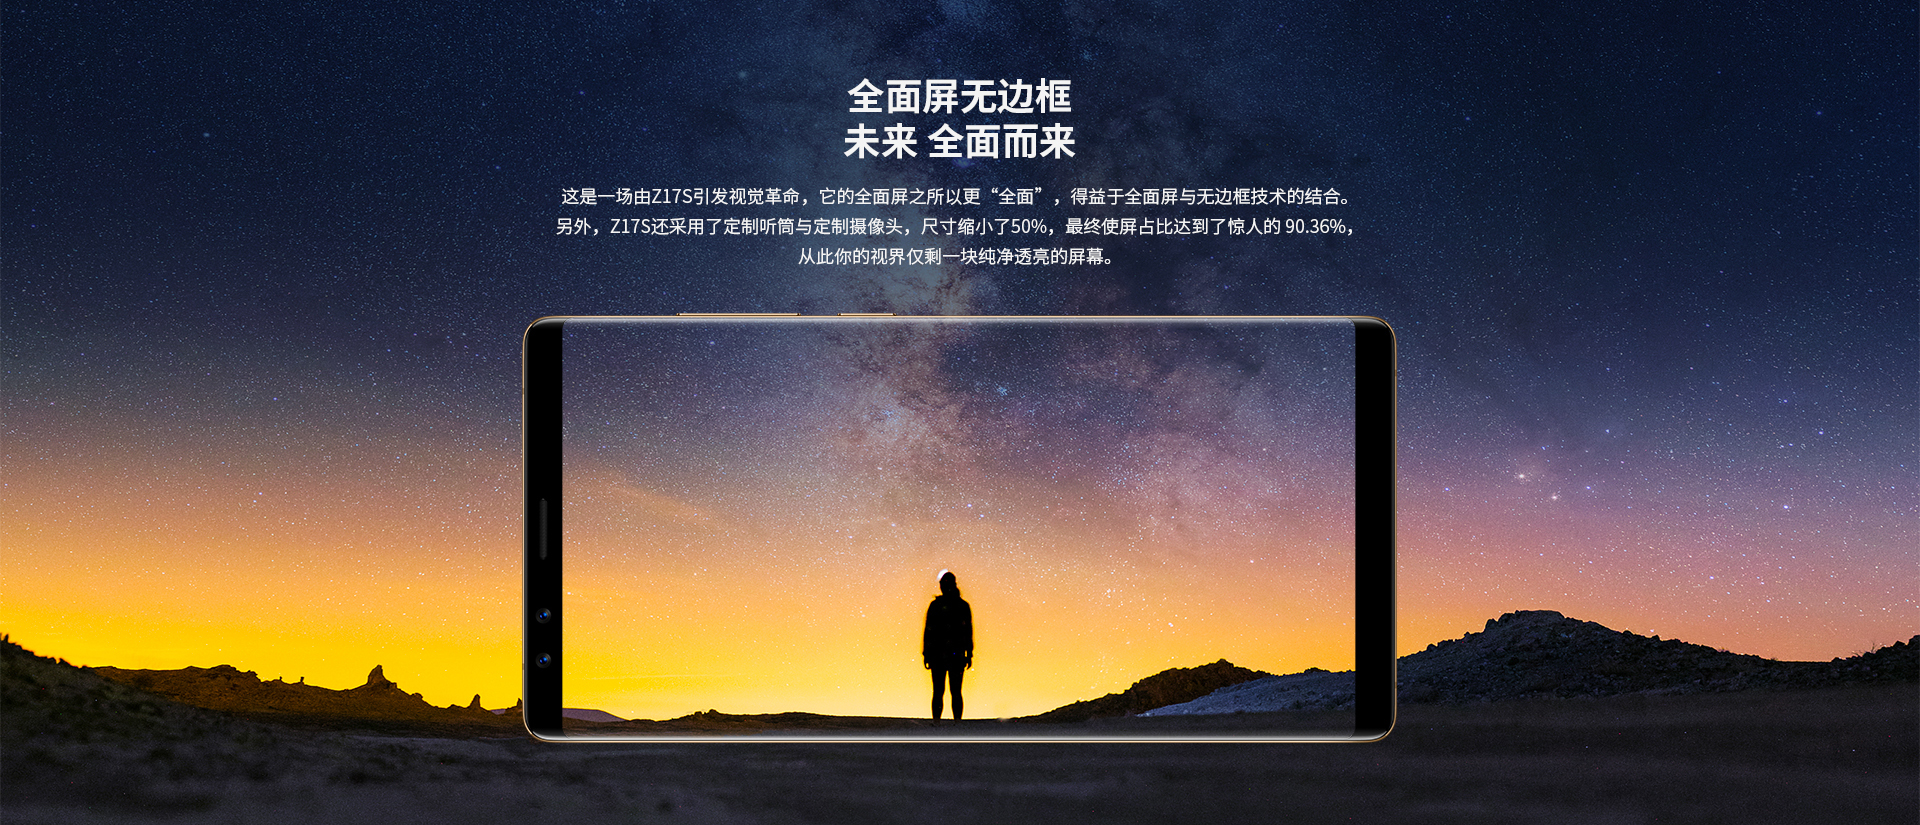 全面屏无边框
未来 全面而来
这是一场由Z17S引发视觉革命，它的全面屏之所以更“全面”，得益于全面屏与无边框技术的结合。
另外，Z17S还采用了定制听筒与定制摄像头，尺寸缩小了50%，最终使屏占比达到了惊人的 90.36%，
从此你的视界仅剩一块纯净透亮的屏幕。